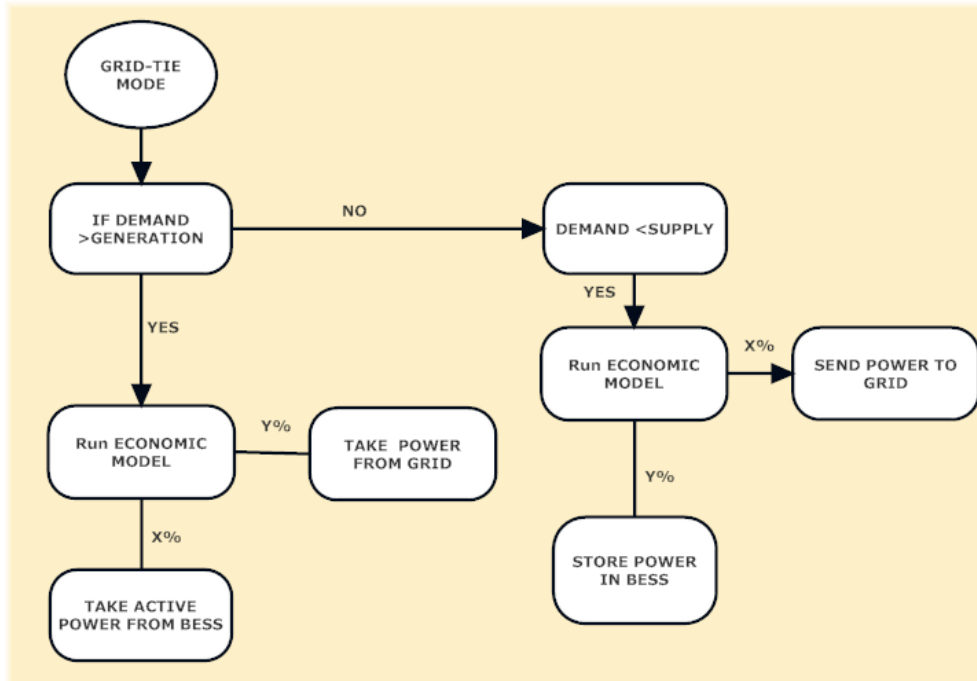 GRID-TIE
MODE
IF DEMAND
>GENERATION
NO
DEMAND <SUPPLY
YES
YES
Run ECONOMIC
MODEL
X%
SEND POWER TO
GRID
Run ECONOMIC
MODEL
Y%
TAKE POWER
FROM GRID
Y%
X%
STORE POWER
IN BESS
TAKE ACTIVE
POWER FROM BESS